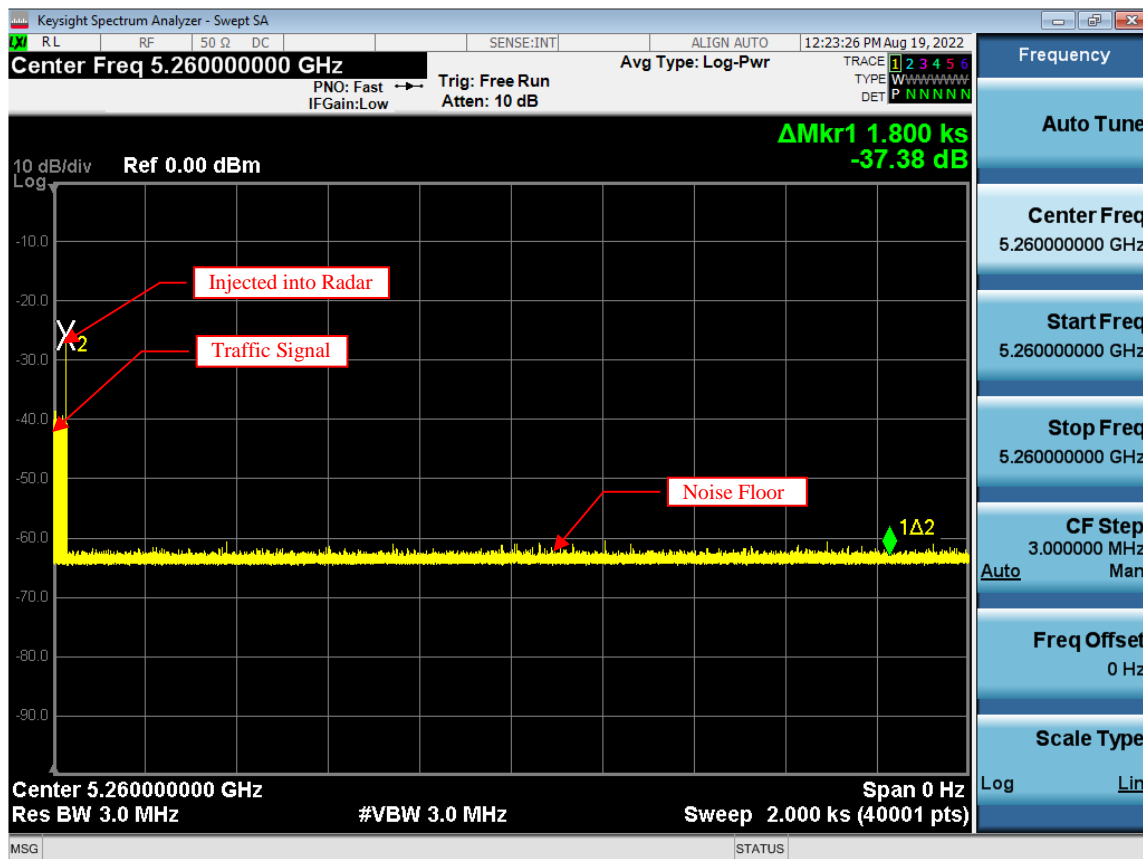 Keysight Spectrum Analyzer - Swept SA
LXI RL RF 50 Ω DC SENSE:INT ALIGN AUTO 12:23:26 PM Aug 19, 2022
Center Freq 5.260000000 GHz
PNO: Fast
IFGain:Low
Trig: Free Run
Atten: 10 dB
Avg Type: Log-Pwr
TRACE 1 2 3 4 5 6
TYPE WWWWWW
DET P N N N N N
ΔMkr1 1.800 ks
-37.38 dB
10 dB/div Ref 0.00 dBm
Log
-10.0
-20.0
-30.0
-40.0
-50.0
-60.0
-70.0
-80.0
-90.0
Injected into Radar
X2
Traffic Signal
Noise Floor
1Δ2
Center 5.260000000 GHz Span 0 Hz
Res BW 3.0 MHz #VBW 3.0 MHz Sweep 2.000 ks (40001 pts)
MSG STATUS
Frequency
Auto Tune
Center Freq
5.260000000 GHz
Start Freq
5.260000000 GHz
Stop Freq
5.260000000 GHz
CF Step
3.000000 MHz
Auto Man
Freq Offset
0 Hz
Scale Type
Log Lin